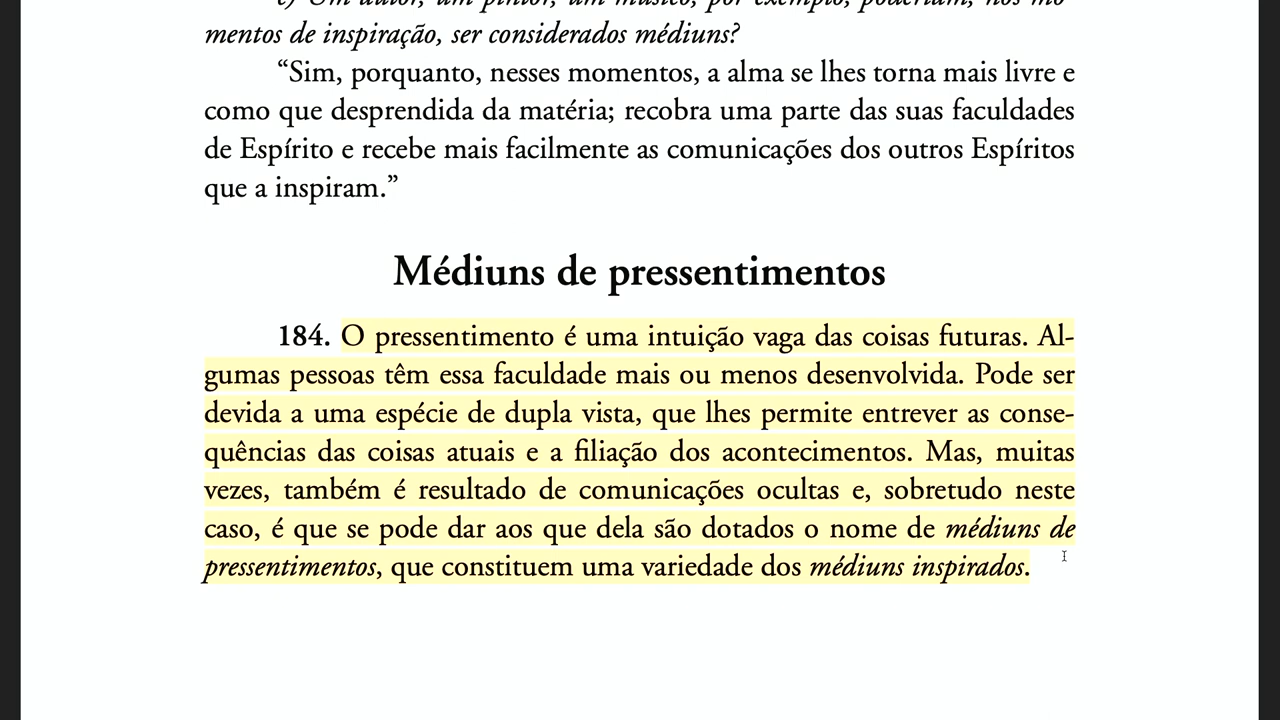 mentos de inspiração, ser considerados médiuns?
“Sim, porquanto, nesses momentos, a alma se lhes torna mais livre e
como que desprendida da matéria; recobra uma parte das suas faculdades
de Espírito e recebe mais facilmente as comunicações dos outros Espíritos
que a inspiram.”
Médiuns de pressentimentos
184. O pressentimento é uma intuição vaga das coisas futuras. Al-
gumas pessoas têm essa faculdade mais ou menos desenvolvida. Pode ser
devida a uma espécie de dupla vista, que lhes permite entrever as conse-
quências das coisas atuais e a filiação dos acontecimentos. Mas, muitas
vezes, também é resultado de comunicações ocultas e, sobretudo neste
caso, é que se pode dar aos que dela são dotados o nome de médiuns de
pressentimentos, que constituem uma variedade dos médiuns inspirados.